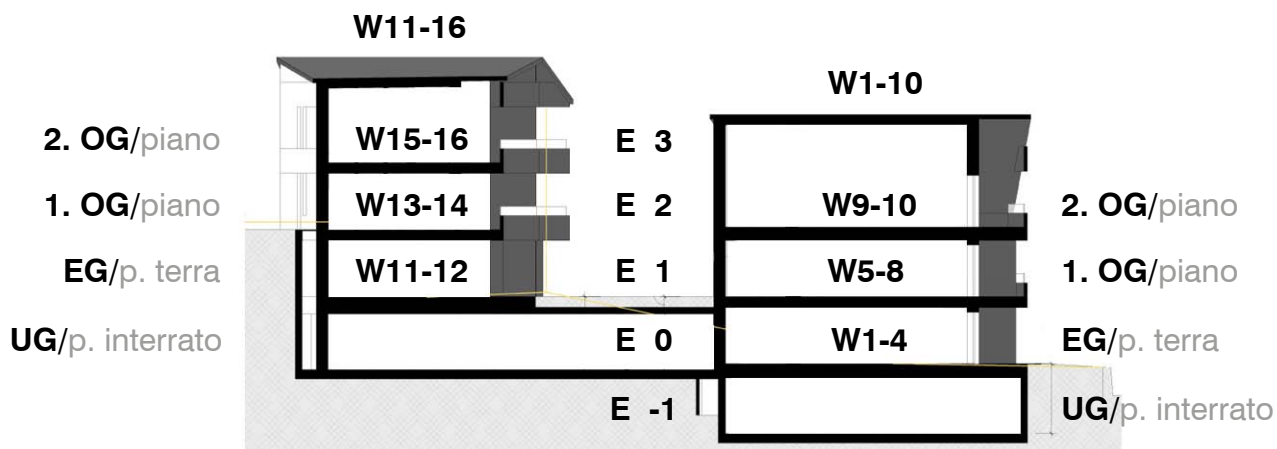 W11-16
W1-10
2. OG/piano W15-16 E 3
1. OG/piano W13-14 E 2 W9-10 2. OG/piano
EG/p. terra W11-12 E 1 W5-8 1. OG/piano
UG/p. interrato E 0 W1-4 EG/p. terra
E -1 UG/p. interrato